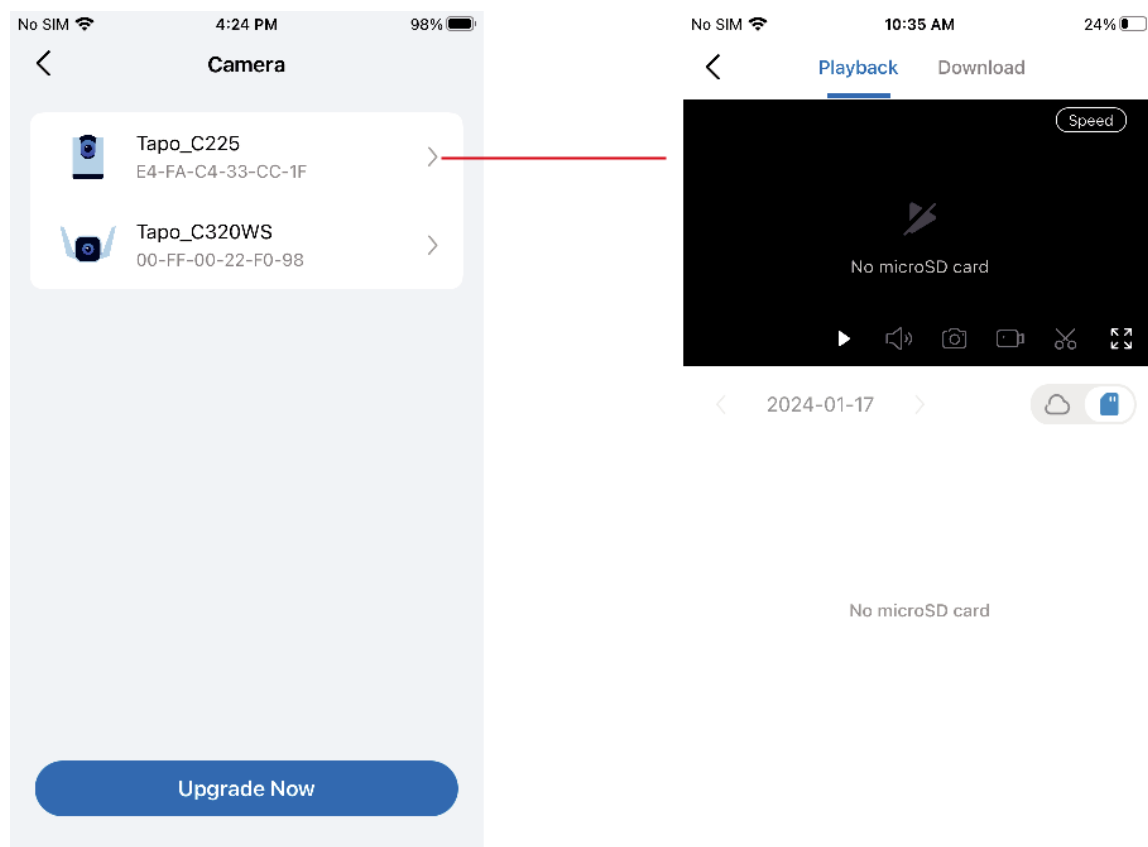 No SIM 4:24 PM 98%
Camera
Tapo_C225
E4-FA-C4-33-CC-1F
Tapo_C320WS
00-FF-00-22-F0-98
Upgrade Now
No SIM 10:35 AM 24%
Playback Download
Speed
No microSD card
2024-01-17
No microSD card